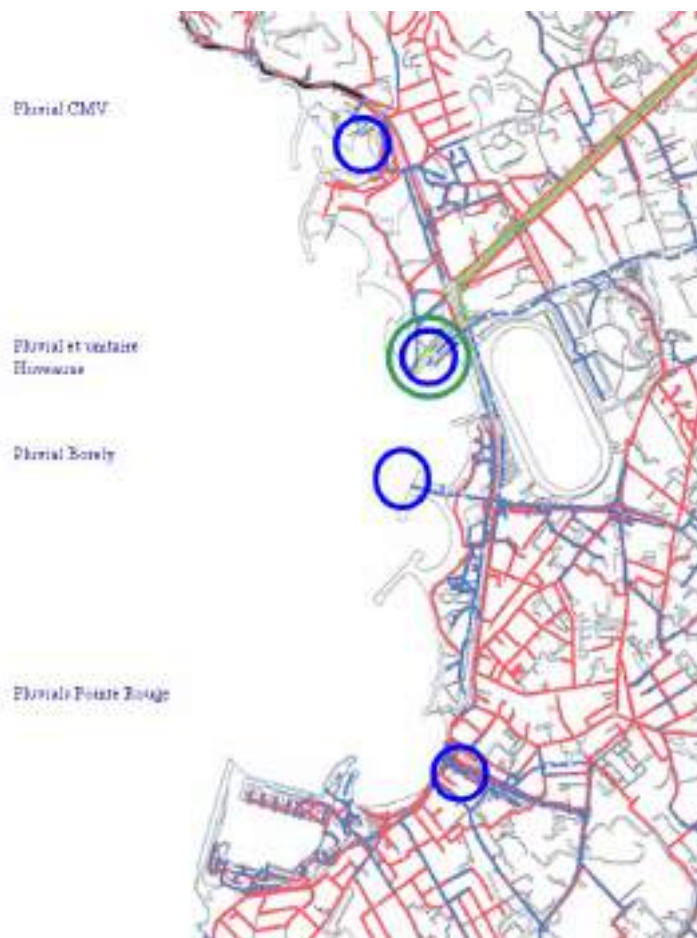 Pluvial CMV
Pluvial et unitaire
Huveaune
Pluvial Borely
Pluvials Pointe Rouge